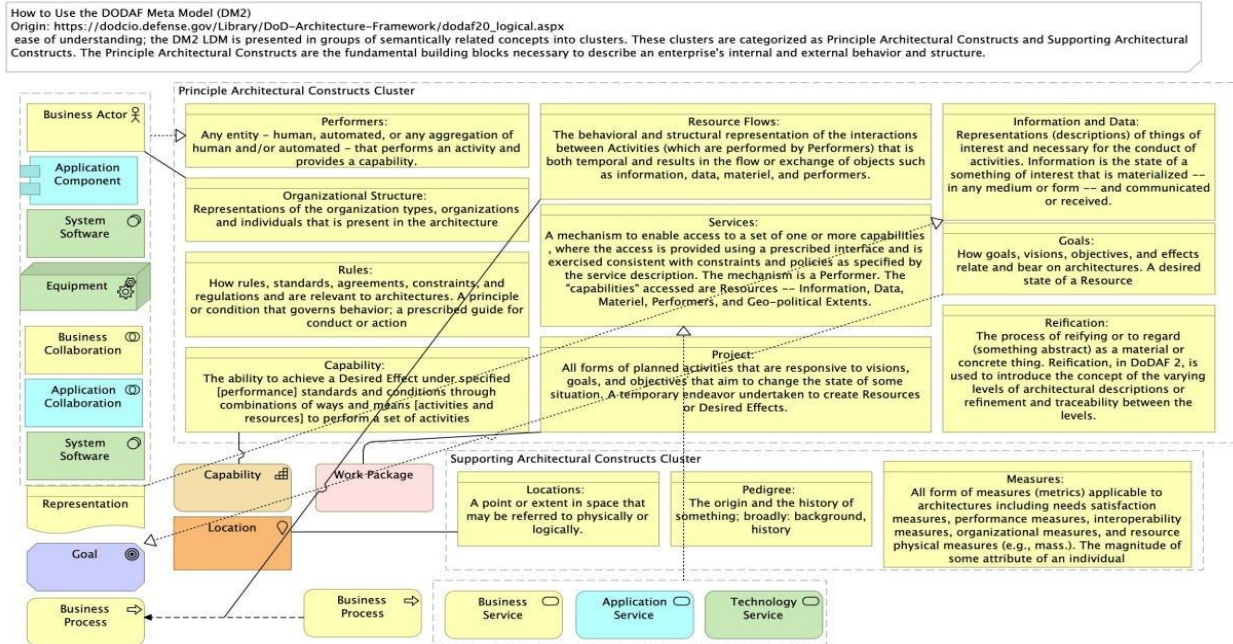 How to Use the DODAF Meta Model (DM2)
Origin: https://dodcio.defense.gov/Library/DoD-Architecture-Framework/dodaf20_logical.aspx
ease of understanding; the DM2 LDM is presented in groups of semantically related concepts into clusters. These clusters are categorized as Principle Architectural Constructs and Supporting Architectural
Constructs. The Principle Architectural Constructs are the fundamental building blocks necessary to describe an enterprise's internal and external behavior and structure.
Business Actor
Application
Component
System
Software
Equipment
Business
Collaboration
Application
Collaboration
System
Software
Representation
Goal
Business
Process
Principle Architectural Constructs Cluster
Performers:
Any entity - human, automated, or any aggregation of
human and/or automated - that performs an activity and
provides a capability.
Organizational Structure:
Representations of the organization types, organizations
and individuals that is present in the architecture
Rules:
How rules, standards, agreements, constraints, and
regulations and are relevant to architectures. A principle
or condition that governs behavior; a prescribed guide for
conduct or action
Capability:
The ability to achieve a Desired Effect under specified
[performance] standards and conditions through
combinations of ways and means [activities and
resources] to perform a set of activities
Resource Flows:
The behavioral and structural representation of the interactions
between Activities (which are performed by Performers) that is
both temporal and results in the flow or exchange of objects such
as information, data, materiel, and performers.
Services:
A mechanism to enable access to a set of one or more capabilities
, where the access is provided using a prescribed interface and is
exercised consistent with constraints and policies as specified by
the service description. The mechanism is a Performer. The
"capabilities" accessed are Resources -- Information, Data,
Materiel, Performers, and Geo-political Extents.
Project:
All forms of planned activities that are responsive to visions,
goals, and objectives that aim to change the state of some
situation. A temporary endeavor undertaken to create Resources
or Desired Effects.
Information and Data:
Representations (descriptions) of things of
interest and necessary for the conduct of
activities. Information is the state of a
something of interest that is materialized --
in any medium or form -- and communicated
or received.
Goals:
How goals, visions, objectives, and effects
relate and bear on architectures. A desired
state of a Resource
Reification:
The process of reifying or to regard
(something abstract) as a material or
concrete thing. Reification, in DoDAF 2, is
used to introduce the concept of the varying
levels of architectural descriptions or
refinement and traceability between the
levels.
Capability
Work Package
Location
Supporting Architectural Constructs Cluster
Locations:
A point or extent in space that
may be referred to physically or
logically.
Pedigree:
The origin and the history of
something; broadly: background,
history
Measures:
All form of measures (metrics) applicable to
architectures including needs satisfaction
measures, performance measures, interoperability
measures, organizational measures, and resource
physical measures (e.g., mass.). The magnitude of
some attribute of an individual
Business
Process
Business
Service
Application
Service
Technology
Service